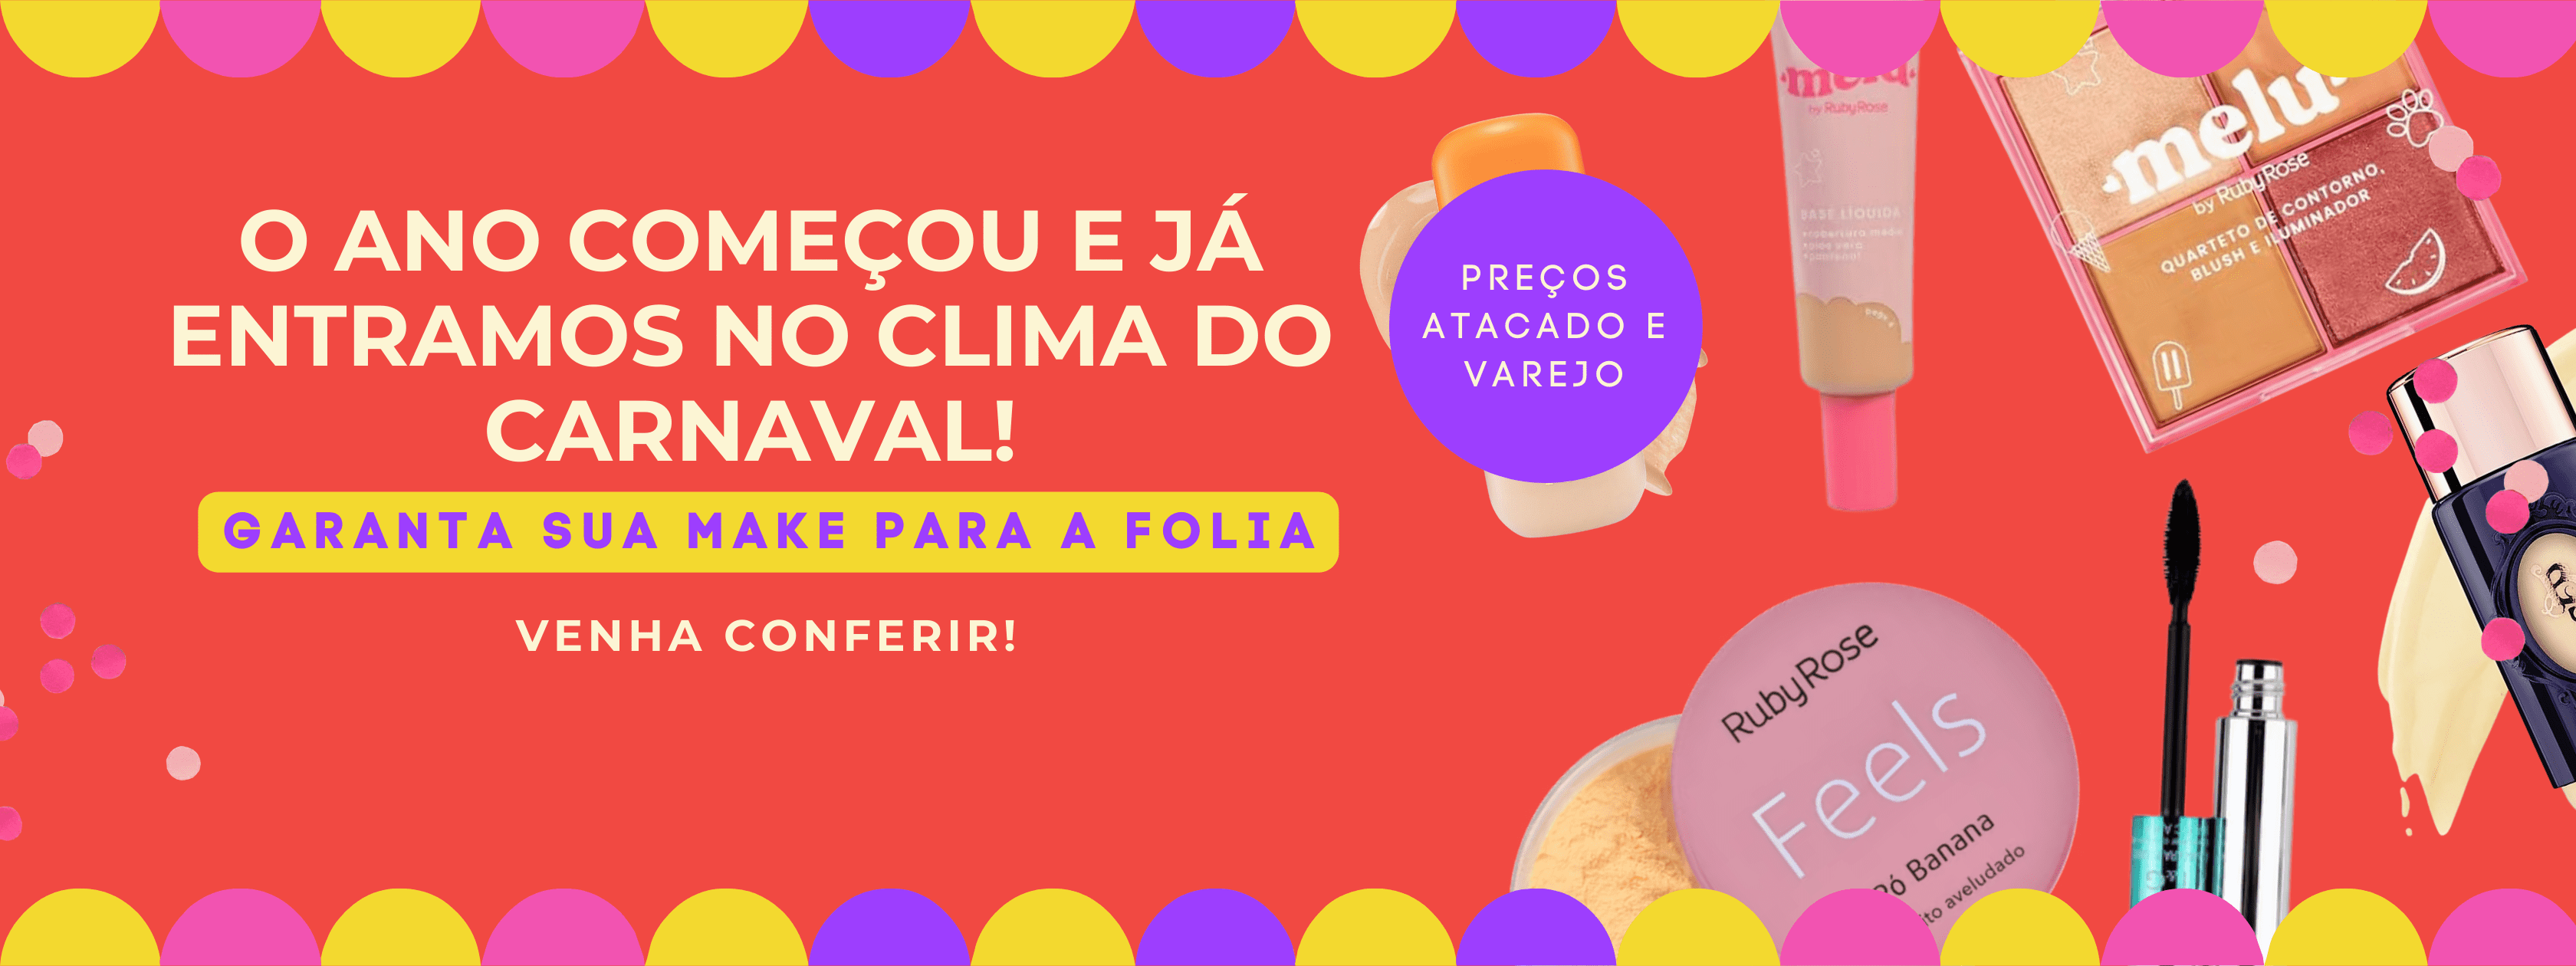 O ANO COMEÇOU E JÁ
ENTRAMOS NO CLIMA DO
CARNAVAL!
GARANTA SUA MAKE PARA A FOLIA
VENHA CONFERIR!
PREÇOS
ATACADO E
VAREJO
melu
by RubyRose
BASE LÍQUIDA
melu
by RubyRose
QUARTETO DE CONTORNO,
BLUSH E ILUMINADOR
RubyRose
Feels
Pó Banana
aveludado